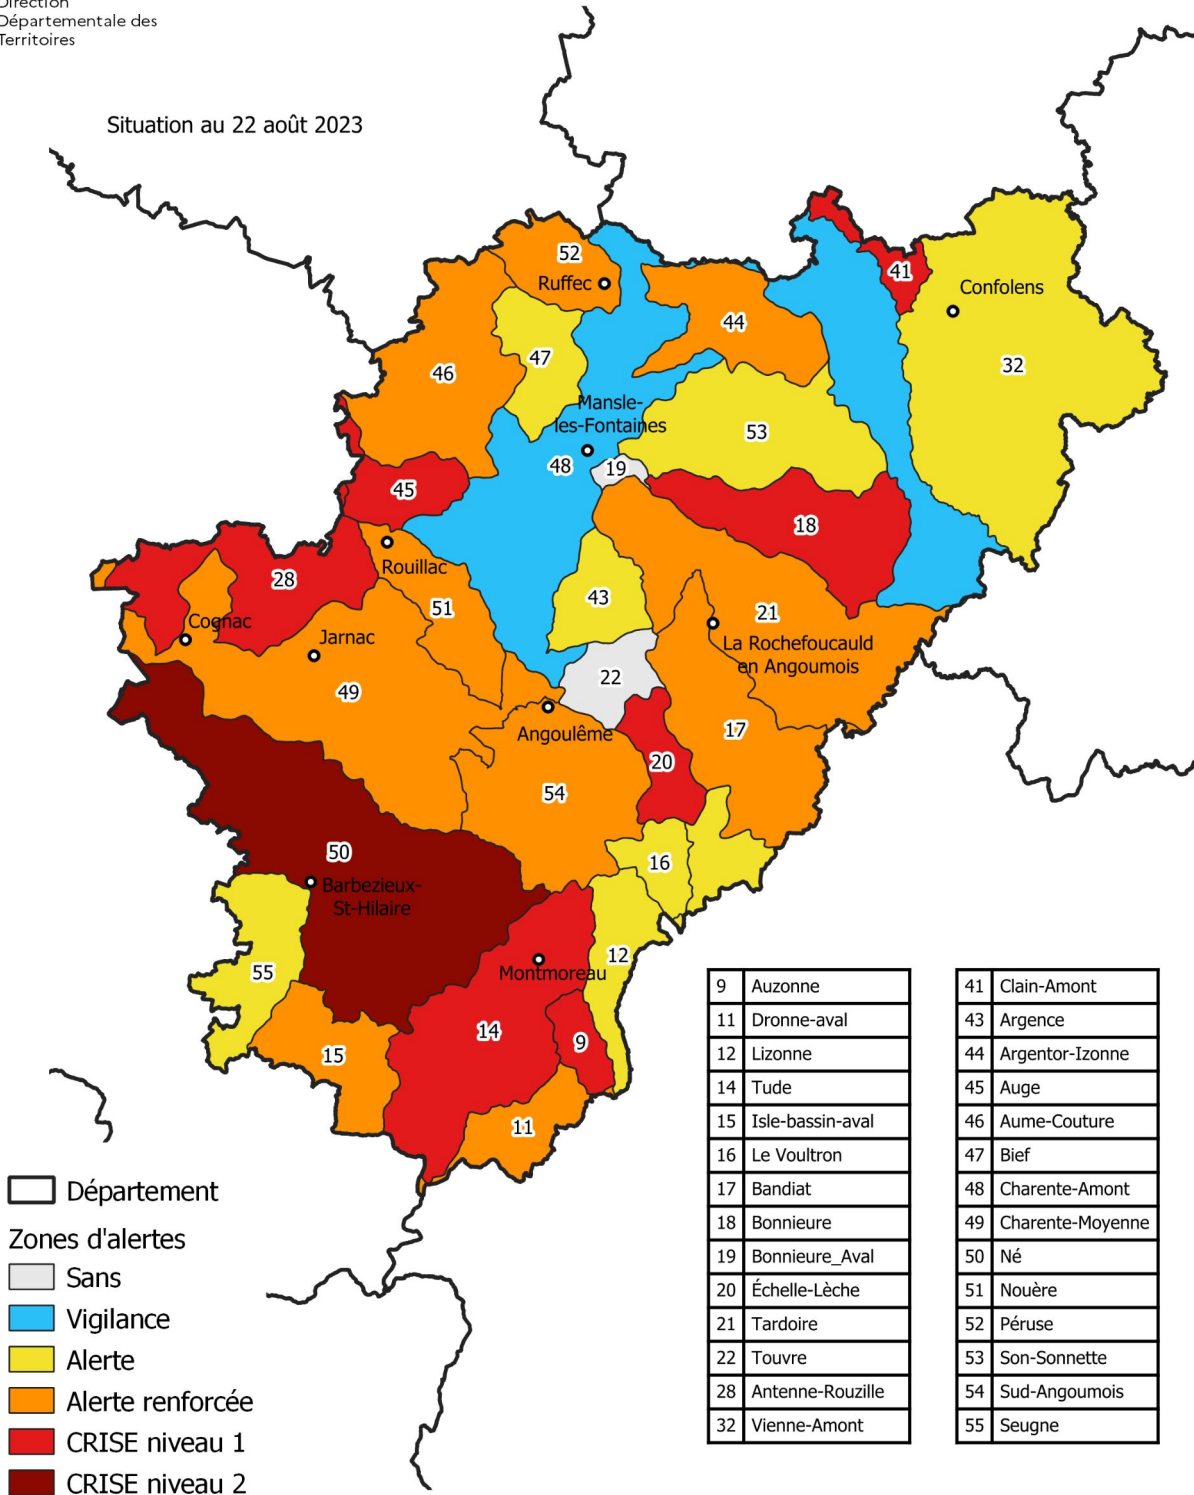 Direction
Départementale des
Territoires
Situation au 22 août 2023
52
Ruffec
41
Confolens
44
47
46
32
Mansle-
les-Fontaines
53
48
19
45
18
Rouillac
28
51
43
21
Cognac
Jarnac
La Rochefoucauld
en Angoumois
22
49
Angoulême
17
20
54
50
16
Barbezieux-
St-Hilaire
12
55
Montmoreau
14
9
15
11
9 Auzonne
11 Dronne-aval
12 Lizonne
14 Tude
15 Isle-bassin-aval
16 Le Voultron
17 Bandiat
18 Bonnieure
19 Bonnieure_Aval
20 Échelle-Lèche
21 Tardoire
22 Touvre
28 Antenne-Rouzille
32 Vienne-Amont
41 Clain-Amont
43 Argence
44 Argentor-Izonne
45 Auge
46 Aume-Couture
47 Bief
48 Charente-Amont
49 Charente-Moyenne
50 Né
51 Nouère
52 Péruse
53 Son-Sonnette
54 Sud-Angoumois
55 Seugne
Département
Zones d'alertes
Sans
Vigilance
Alerte
Alerte renforcée
CRISE niveau 1
CRISE niveau 2